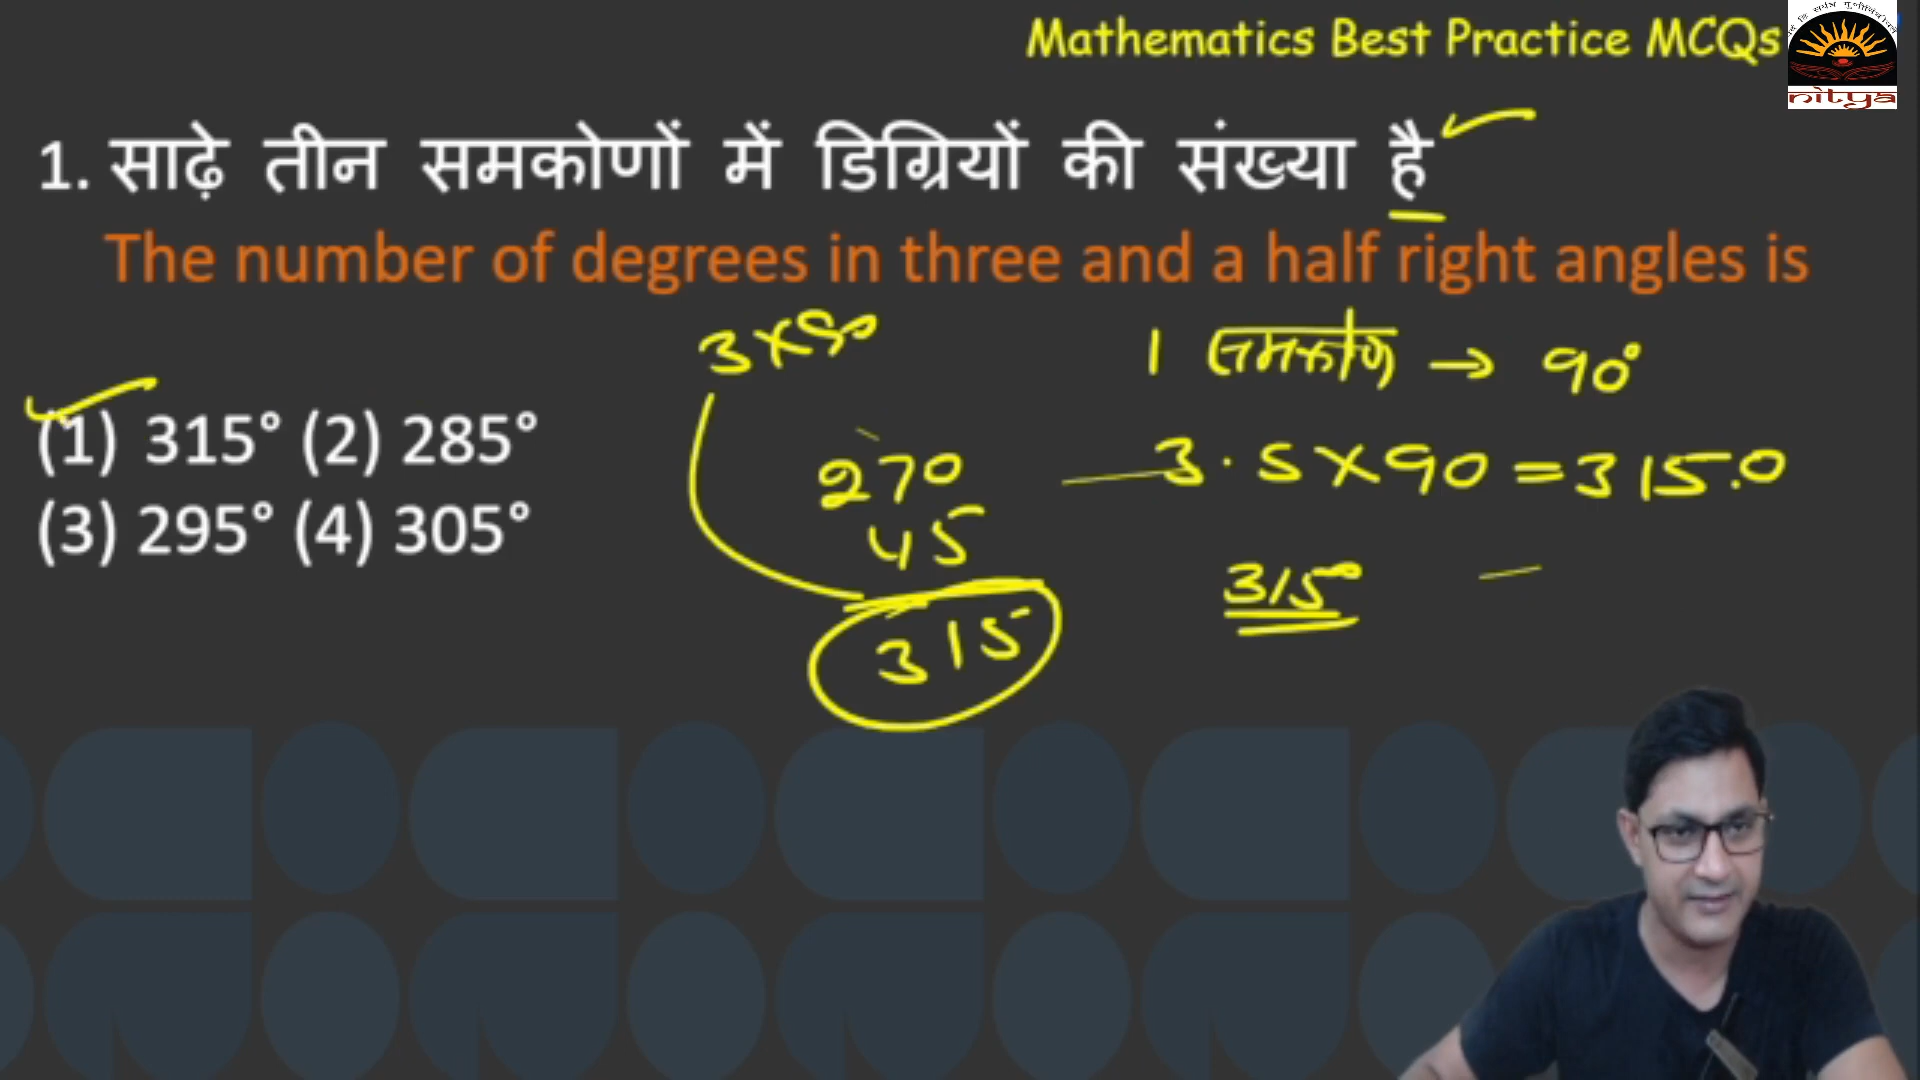 Mathematics Best Practice MCQs
nitya
1. साढ़े तीन समकोणों में डिग्रियों की संख्या है
The number of degrees in three and a half right angles is
3 x 90
1 समकोण → 90°
(1) 315° (2) 285°
270
3.5 x 90 = 315.0
(3) 295° (4) 305°
45
315°
315